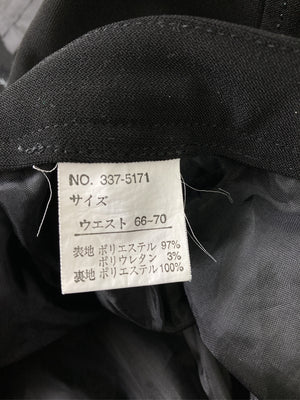 NO. 337-5171
サイズ
ウエスト 66~70
表地 ポリエステル 97%
ポリウレタン 3%
裏地 ポリエステル100%